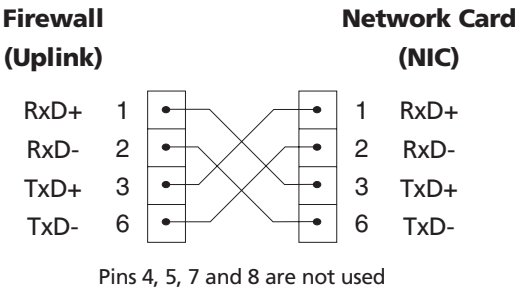 Firewall Network Card
(Uplink) (NIC)
RxD+ 1 1 RxD+
RxD- 2 2 RxD-
TxD+ 3 3 TxD+
TxD- 6 6 TxD-
Pins 4, 5, 7 and 8 are not used